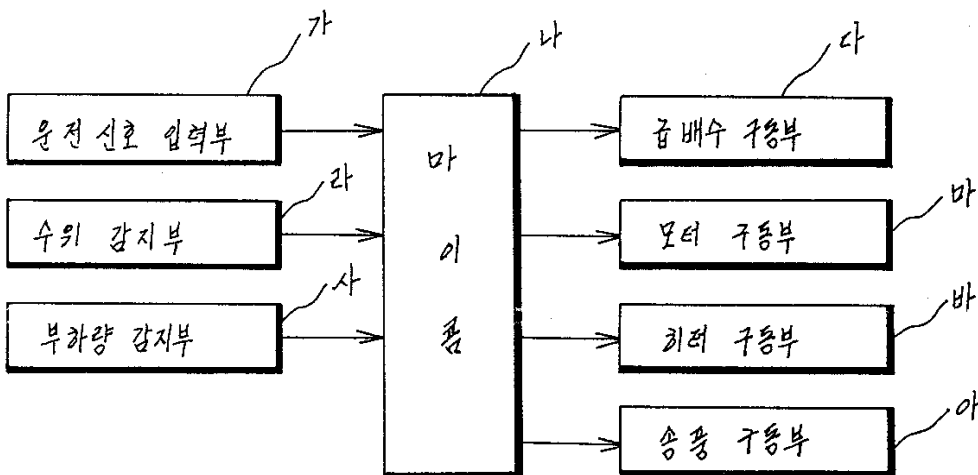 가
나
다
운전신호 입력부
급배수 구동부
라
마
수위 감지부
마이콤
모터 구동부
사
바
부하량 감지부
히터 구동부
아
송풍 구동부